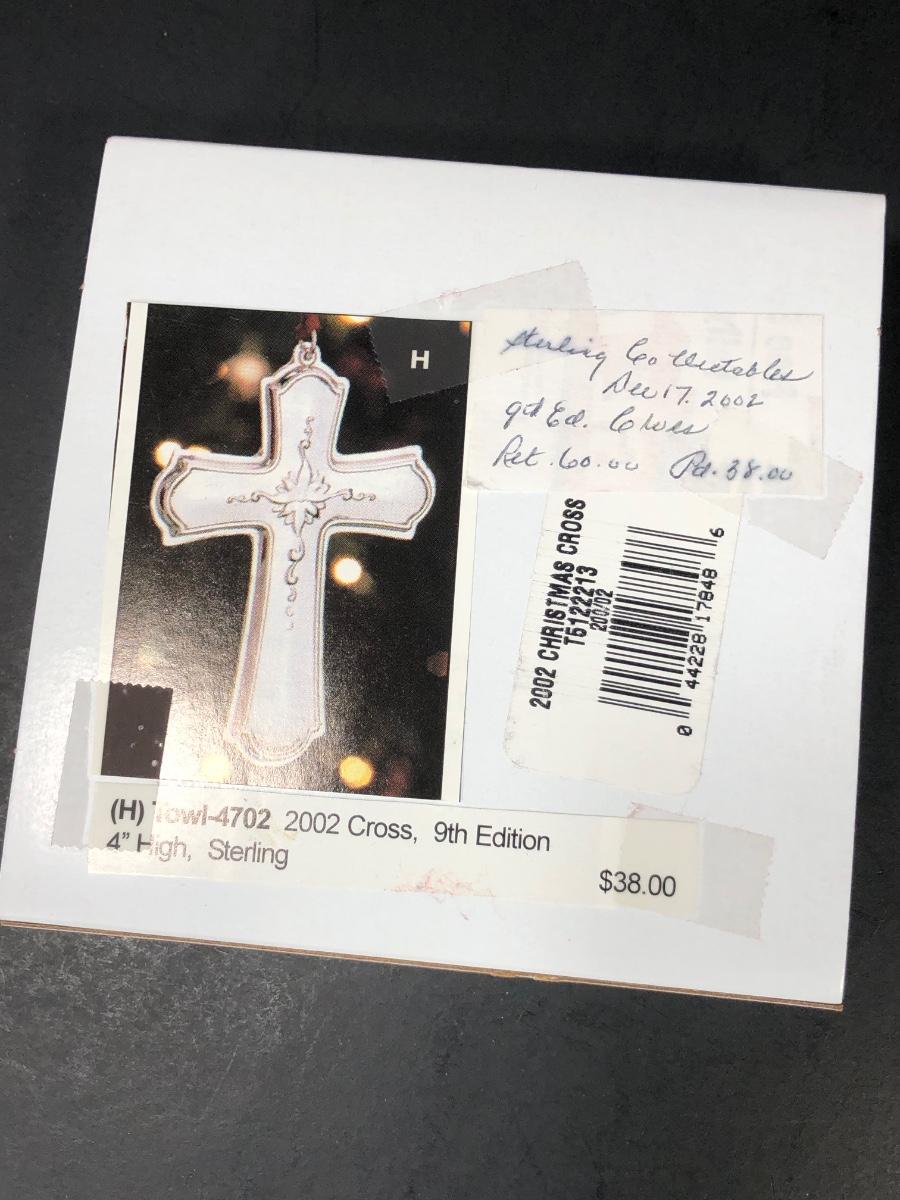 H
Sterling Collectables
Dec 17. 2002
9th Ed. Cross
Ret. 60.00 Pd. 38.00
2002 CHRISTMAS CROSS
T5122213
200/02
0 44228 17848 6
(H) Towl-4702 2002 Cross, 9th Edition
4” High, Sterling
$38.00